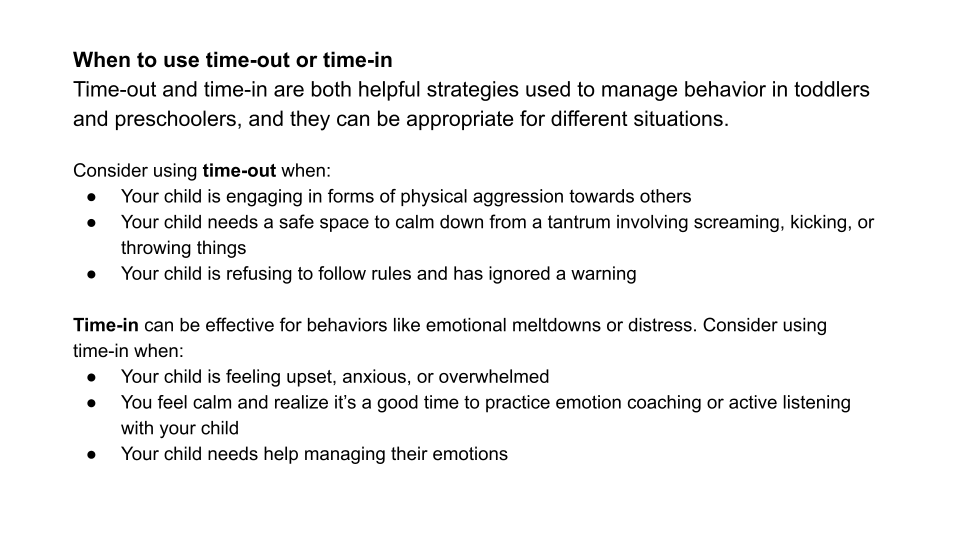 When to use time-out or time-in
Time-out and time-in are both helpful strategies used to manage behavior in toddlers
and preschoolers, and they can be appropriate for different situations.
Consider using time-out when:
● Your child is engaging in forms of physical aggression towards others
● Your child needs a safe space to calm down from a tantrum involving screaming, kicking, or
throwing things
● Your child is refusing to follow rules and has ignored a warning
Time-in can be effective for behaviors like emotional meltdowns or distress. Consider using
time-in when:
● Your child is feeling upset, anxious, or overwhelmed
● You feel calm and realize it’s a good time to practice emotion coaching or active listening
with your child
● Your child needs help managing their emotions